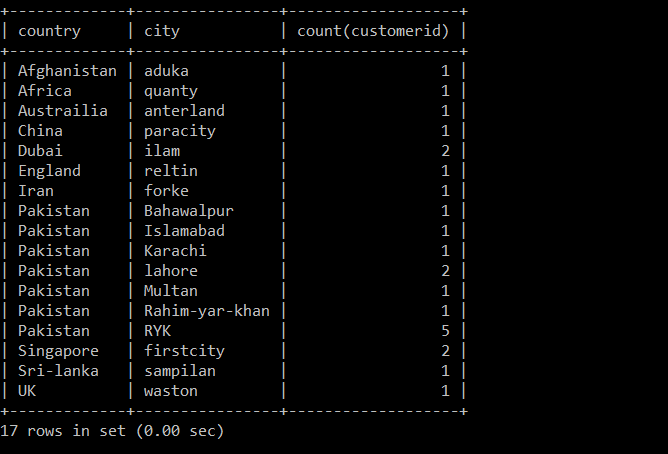 +-------------+----------------+-------------------+
| country     | city           | count(customerid) |
+-------------+----------------+-------------------+
| Afghanistan | aduka          |                 1 |
| Africa      | quanty         |                 1 |
| Austrailia  | anterland      |                 1 |
| China       | paracity       |                 1 |
| Dubai       | ilam           |                 2 |
| England     | reltin         |                 1 |
| Iran        | forke          |                 1 |
| Pakistan    | Bahawalpur     |                 1 |
| Pakistan    | Islamabad      |                 1 |
| Pakistan    | Karachi        |                 1 |
| Pakistan    | lahore         |                 2 |
| Pakistan    | Multan         |                 1 |
| Pakistan    | Rahim-yar-khan |                 1 |
| Pakistan    | RYK            |                 5 |
| Singapore   | firstcity      |                 2 |
| Sri-lanka   | sampilan       |                 1 |
| UK          | waston         |                 1 |
+-------------+----------------+-------------------+
17 rows in set (0.00 sec)